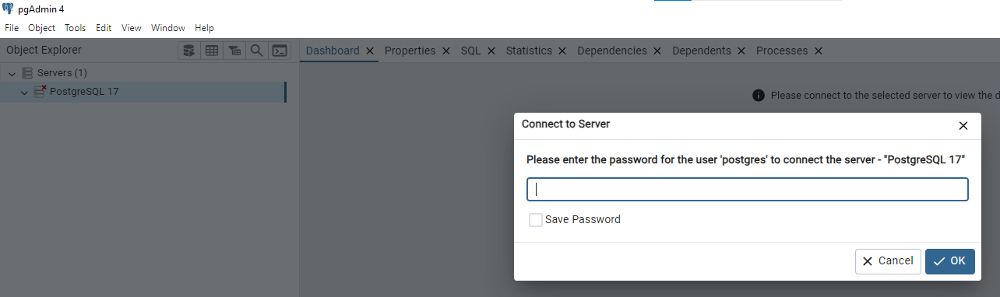 pgAdmin 4
File Object Tools Edit View Window Help
Object Explorer
Dashboard Properties SQL Statistics Dependencies Dependents Processes
Servers (1)
PostgreSQL 17
Please connect to the selected server to view the d
Connect to Server
Please enter the password for the user 'postgres' to connect the server - "PostgreSQL 17"
Save Password
Cancel OK